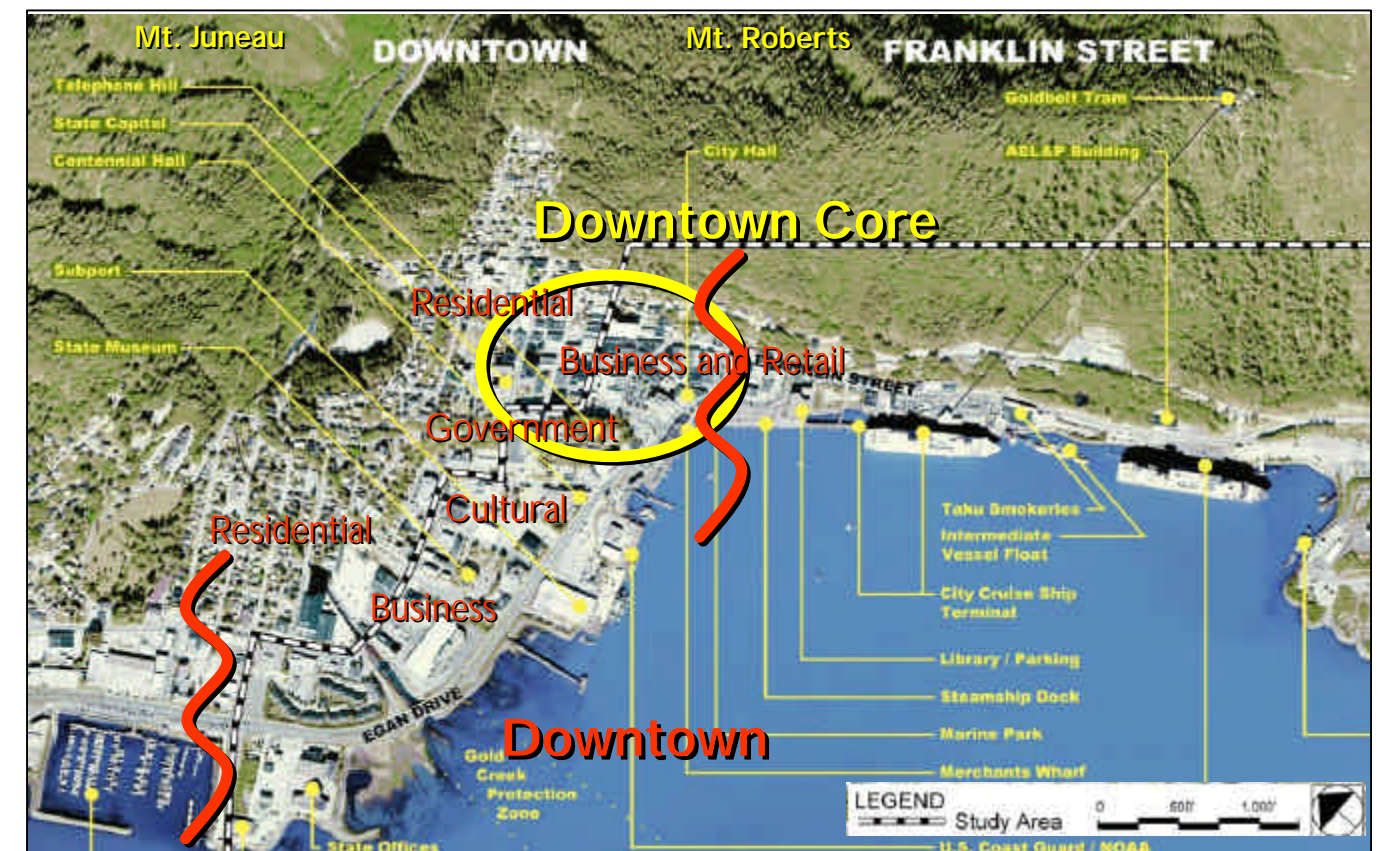 Mt. Juneau
DOWNTOWN
Mt. Roberts
FRANKLIN STREET
Telephone Hill
State Capital
Centennial Hall
City Hall
Goldbelt Tram
AEL&P Building
Downtown Core
Subport
Residential
State Museum
Business and Retail
FRANKLIN STREET
Government
Cultural
Residential
Taku Smokeries
Intermediate
Vessel Float
City Cruise Ship
Terminal
Business
Library / Parking
Steamship Dock
EGAN DRIVE
Downtown
Marine Park
Gold
Creek
Protection
Zone
Merchants Wharf
LEGEND
Study Area
0 500' 1,000'
State Offices
U.S. Coast Guard / NOAA